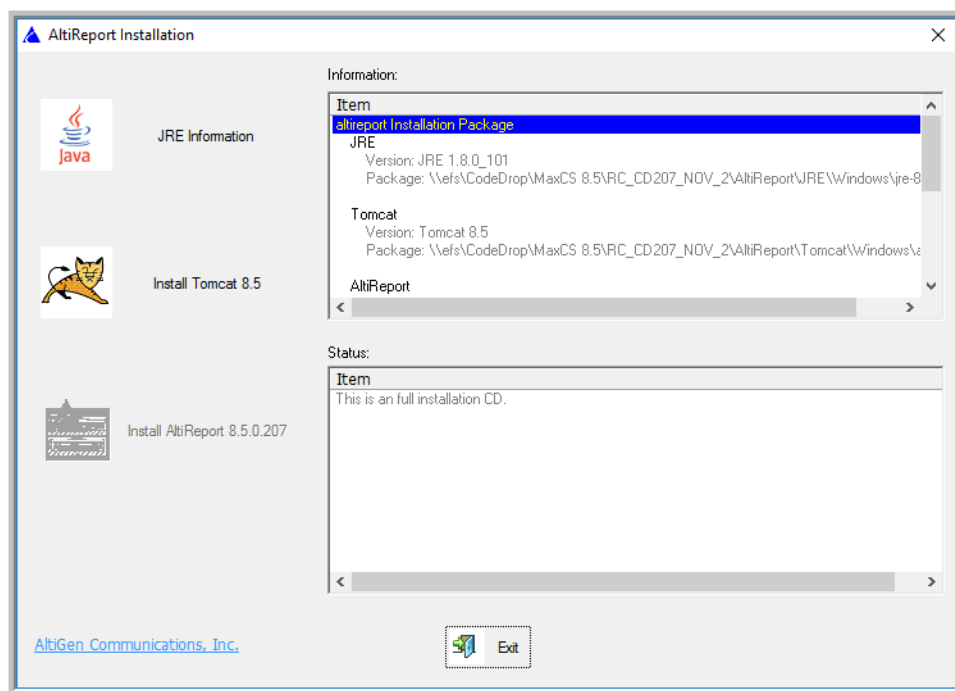 AltiReport Installation
Information:
Java
JRE Information
Item
altireport Installation Package
JRE
Version: JRE 1.8.0_101
Package: \\efs\CodeDrop\MaxCS 8.5\RC_CD207_NOV_2\AltiReport\JRE\Windows\jre-8
Tomcat
Version: Tomcat 8.5
Package: \\efs\CodeDrop\MaxCS 8.5\RC_CD207_NOV_2\AltiReport\Tomcat\Windows\a
AltiReport
Install Tomcat 8.5
Status:
Item
This is an full installation CD.
Install AltiReport 8.5.0.207
AltiGen Communications, Inc.
Exit